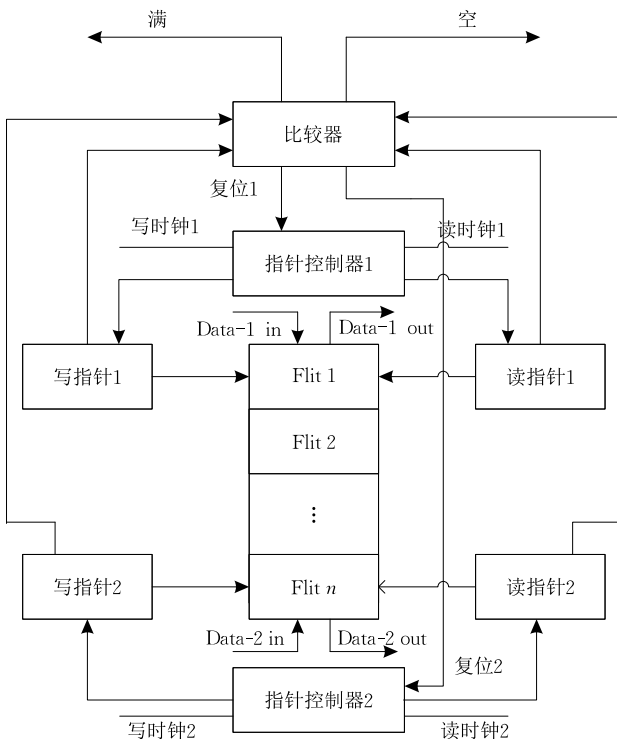 满
空
比较器
复位1
写时钟1
读时钟1
指针控制器1
Data-1 in
Data-1 out
写指针1
Flit 1
读指针1
Flit 2
⋮
写指针2
Flit n
读指针2
Data-2 in
Data-2 out
复位2
指针控制器2
写时钟2
读时钟2